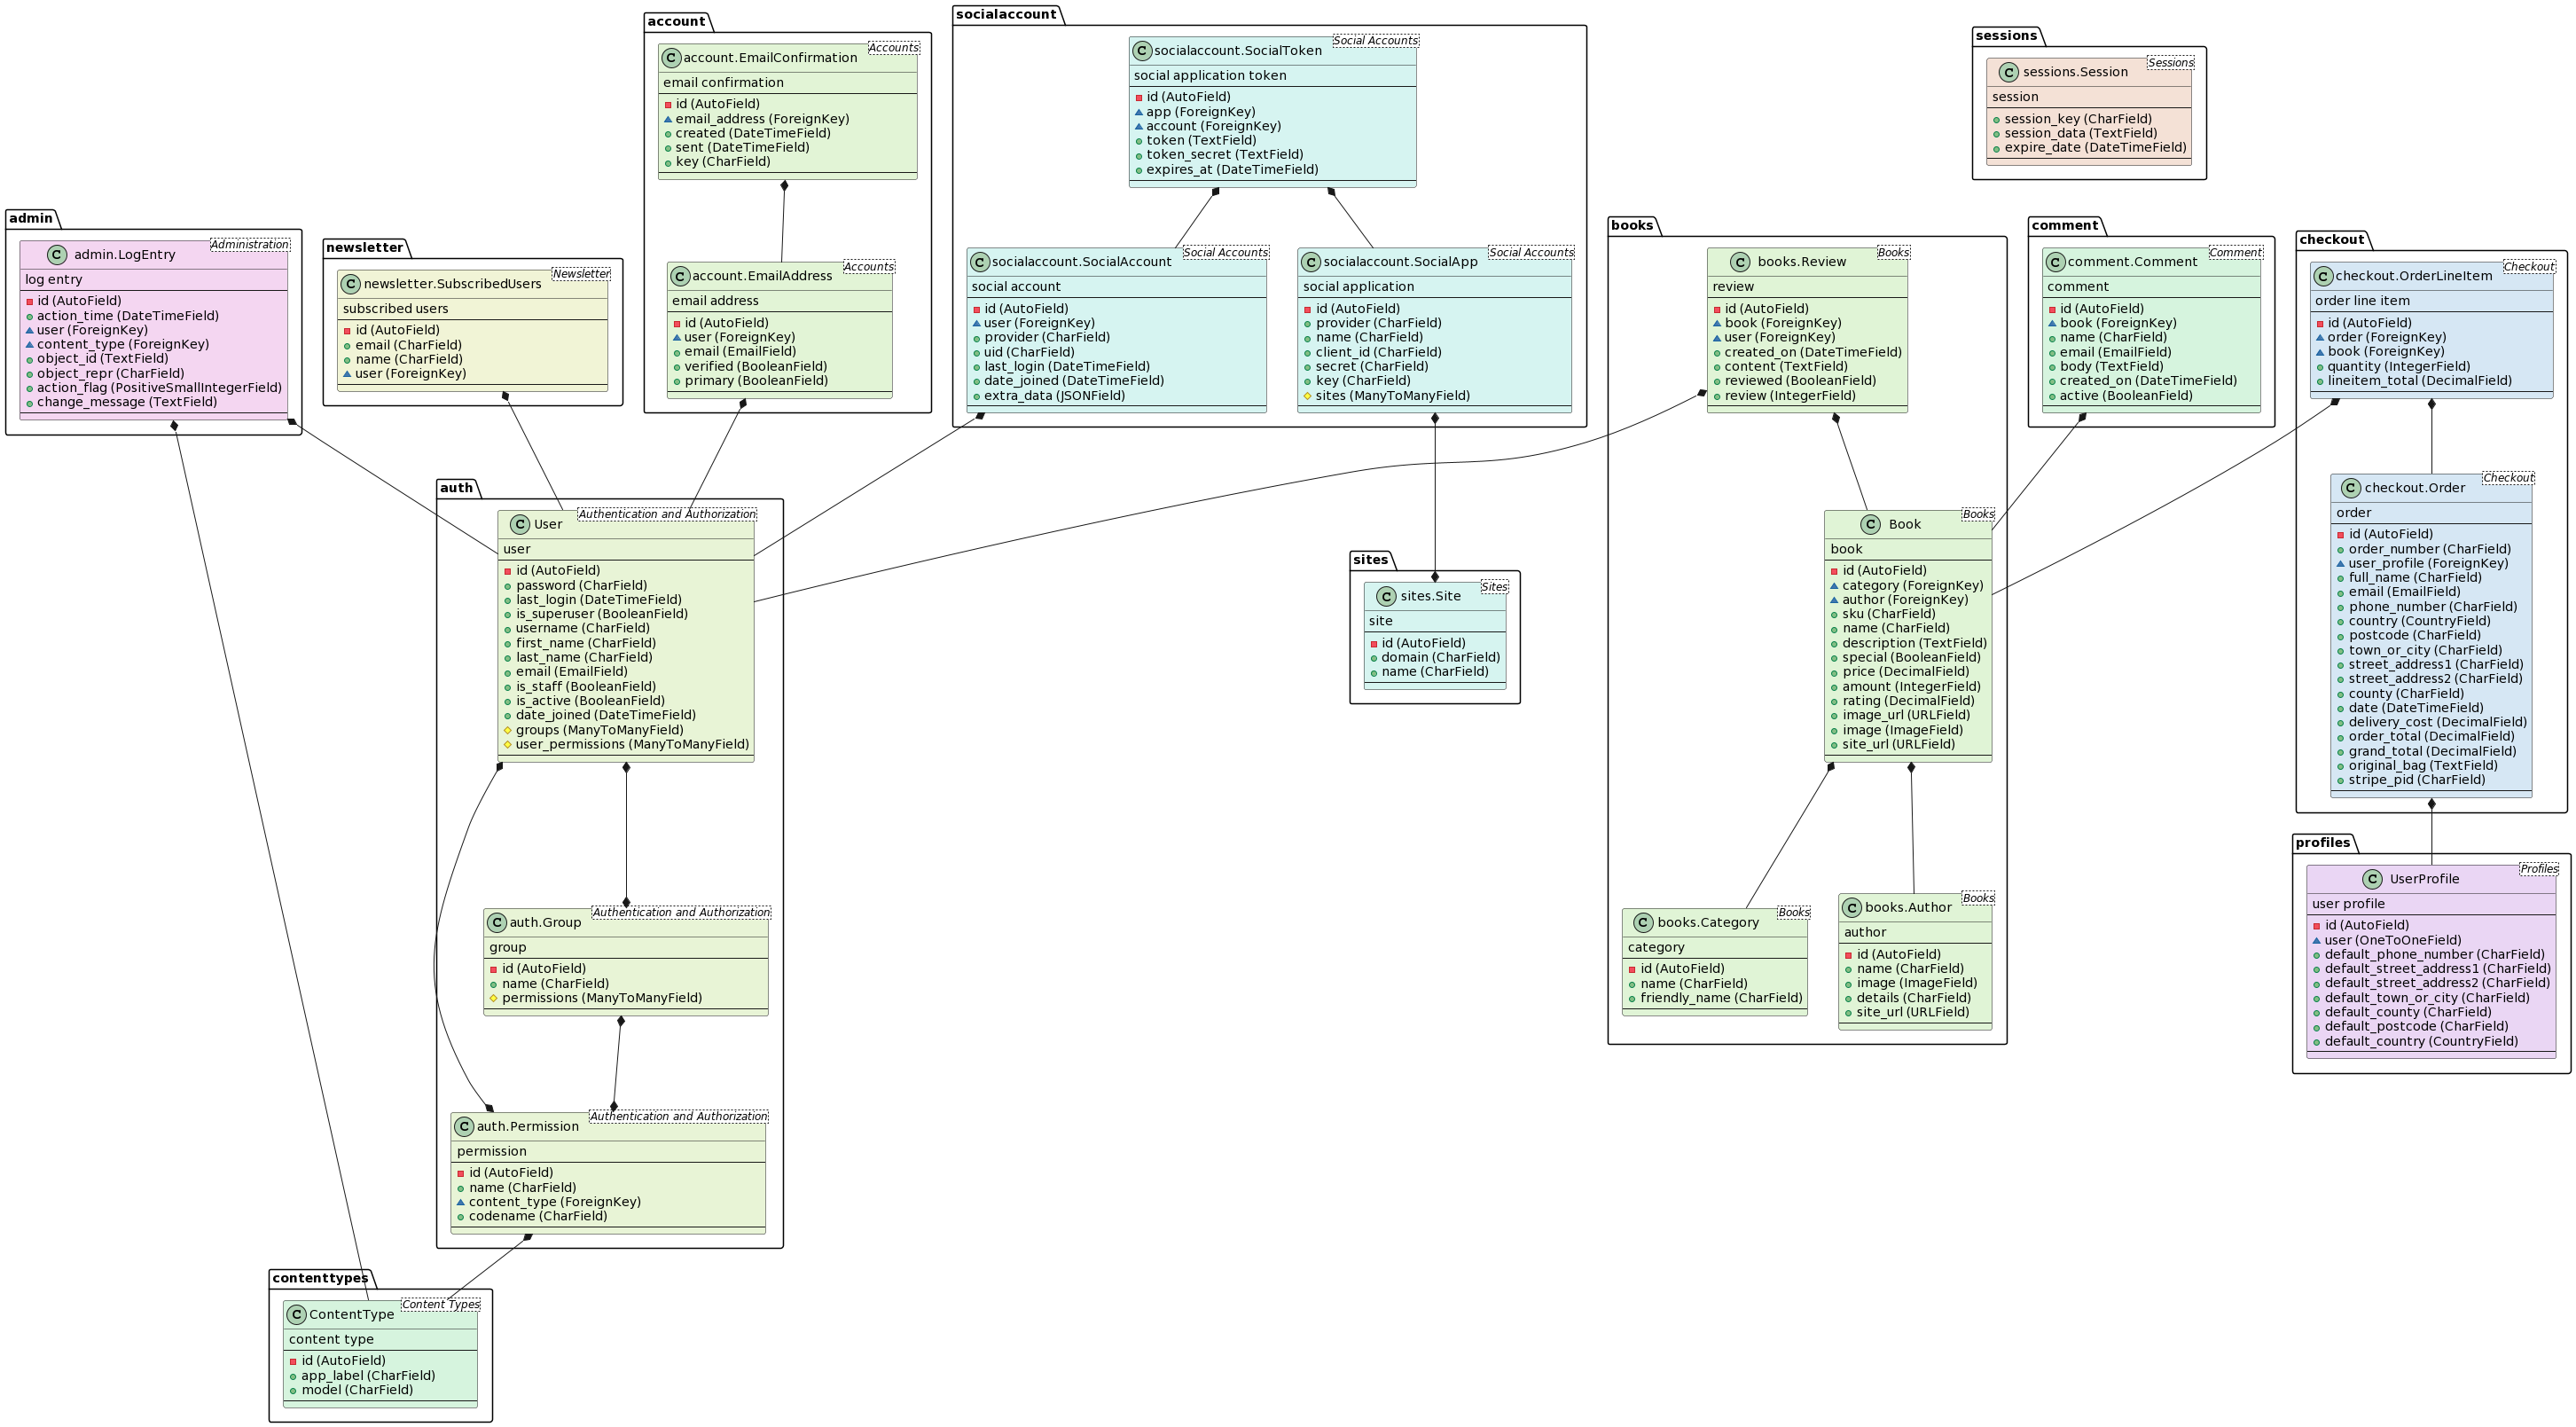 account
Accounts
C account.EmailConfirmation
email confirmation
id (AutoField)
email_address (ForeignKey)
created (DateTimeField)
sent (DateTimeField)
key (CharField)
Accounts
C account.EmailAddress
email address
id (AutoField)
user (ForeignKey)
email (EmailField)
verified (BooleanField)
primary (BooleanField)
socialaccount
Social Accounts
C socialaccount.SocialToken
social application token
id (AutoField)
app (ForeignKey)
account (ForeignKey)
token (TextField)
token_secret (TextField)
expires_at (DateTimeField)
Social Accounts
C socialaccount.SocialAccount
social account
id (AutoField)
user (ForeignKey)
provider (CharField)
uid (CharField)
last_login (DateTimeField)
date_joined (DateTimeField)
extra_data (JSONField)
Social Accounts
C socialaccount.SocialApp
social application
id (AutoField)
provider (CharField)
name (CharField)
client_id (CharField)
secret (CharField)
key (CharField)
sites (ManyToManyField)
sessions
Sessions
C sessions.Session
session
session_key (CharField)
session_data (TextField)
expire_date (DateTimeField)
admin
Administration
C admin.LogEntry
log entry
id (AutoField)
action_time (DateTimeField)
user (ForeignKey)
content_type (ForeignKey)
object_id (TextField)
object_repr (CharField)
action_flag (PositiveSmallIntegerField)
change_message (TextField)
newsletter
Newsletter
C newsletter.SubscribedUsers
subscribed users
id (AutoField)
email (CharField)
name (CharField)
user (ForeignKey)
books
Books
C books.Review
review
id (AutoField)
book (ForeignKey)
user (ForeignKey)
created_on (DateTimeField)
content (TextField)
reviewed (BooleanField)
review (IntegerField)
Books
C Book
book
id (AutoField)
category (ForeignKey)
author (ForeignKey)
sku (CharField)
name (CharField)
description (TextField)
special (BooleanField)
price (DecimalField)
amount (IntegerField)
rating (DecimalField)
image_url (URLField)
image (ImageField)
site_url (URLField)
Books
C books.Category
category
id (AutoField)
name (CharField)
friendly_name (CharField)
Books
C books.Author
author
id (AutoField)
name (CharField)
image (ImageField)
details (CharField)
site_url (URLField)
comment
Comment
C comment.Comment
comment
id (AutoField)
book (ForeignKey)
name (CharField)
email (EmailField)
body (TextField)
created_on (DateTimeField)
active (BooleanField)
checkout
Checkout
C checkout.OrderLineItem
order line item
id (AutoField)
order (ForeignKey)
book (ForeignKey)
quantity (IntegerField)
lineitem_total (DecimalField)
Checkout
C checkout.Order
order
id (AutoField)
order_number (CharField)
user_profile (ForeignKey)
full_name (CharField)
email (EmailField)
phone_number (CharField)
country (CountryField)
postcode (CharField)
town_or_city (CharField)
street_address1 (CharField)
street_address2 (CharField)
county (CharField)
date (DateTimeField)
delivery_cost (DecimalField)
order_total (DecimalField)
grand_total (DecimalField)
original_bag (TextField)
stripe_pid (CharField)
auth
Authentication and Authorization
C User
user
id (AutoField)
password (CharField)
last_login (DateTimeField)
is_superuser (BooleanField)
username (CharField)
first_name (CharField)
last_name (CharField)
email (EmailField)
is_staff (BooleanField)
is_active (BooleanField)
date_joined (DateTimeField)
groups (ManyToManyField)
user_permissions (ManyToManyField)
Authentication and Authorization
C auth.Group
group
id (AutoField)
name (CharField)
permissions (ManyToManyField)
Authentication and Authorization
C auth.Permission
permission
id (AutoField)
name (CharField)
content_type (ForeignKey)
codename (CharField)
sites
Sites
C sites.Site
site
id (AutoField)
domain (CharField)
name (CharField)
profiles
Profiles
C UserProfile
user profile
id (AutoField)
user (OneToOneField)
default_phone_number (CharField)
default_street_address1 (CharField)
default_street_address2 (CharField)
default_town_or_city (CharField)
default_county (CharField)
default_postcode (CharField)
default_country (CountryField)
contenttypes
Content Types
C ContentType
content type
id (AutoField)
app_label (CharField)
model (CharField)